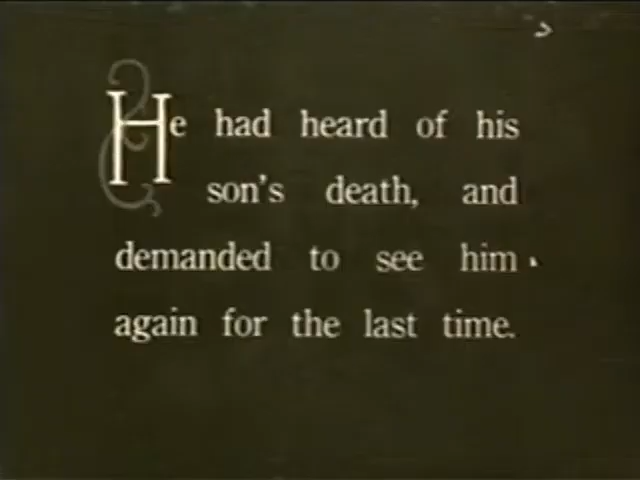 He had heard of his
son's death, and
demanded to see him
again for the last time.